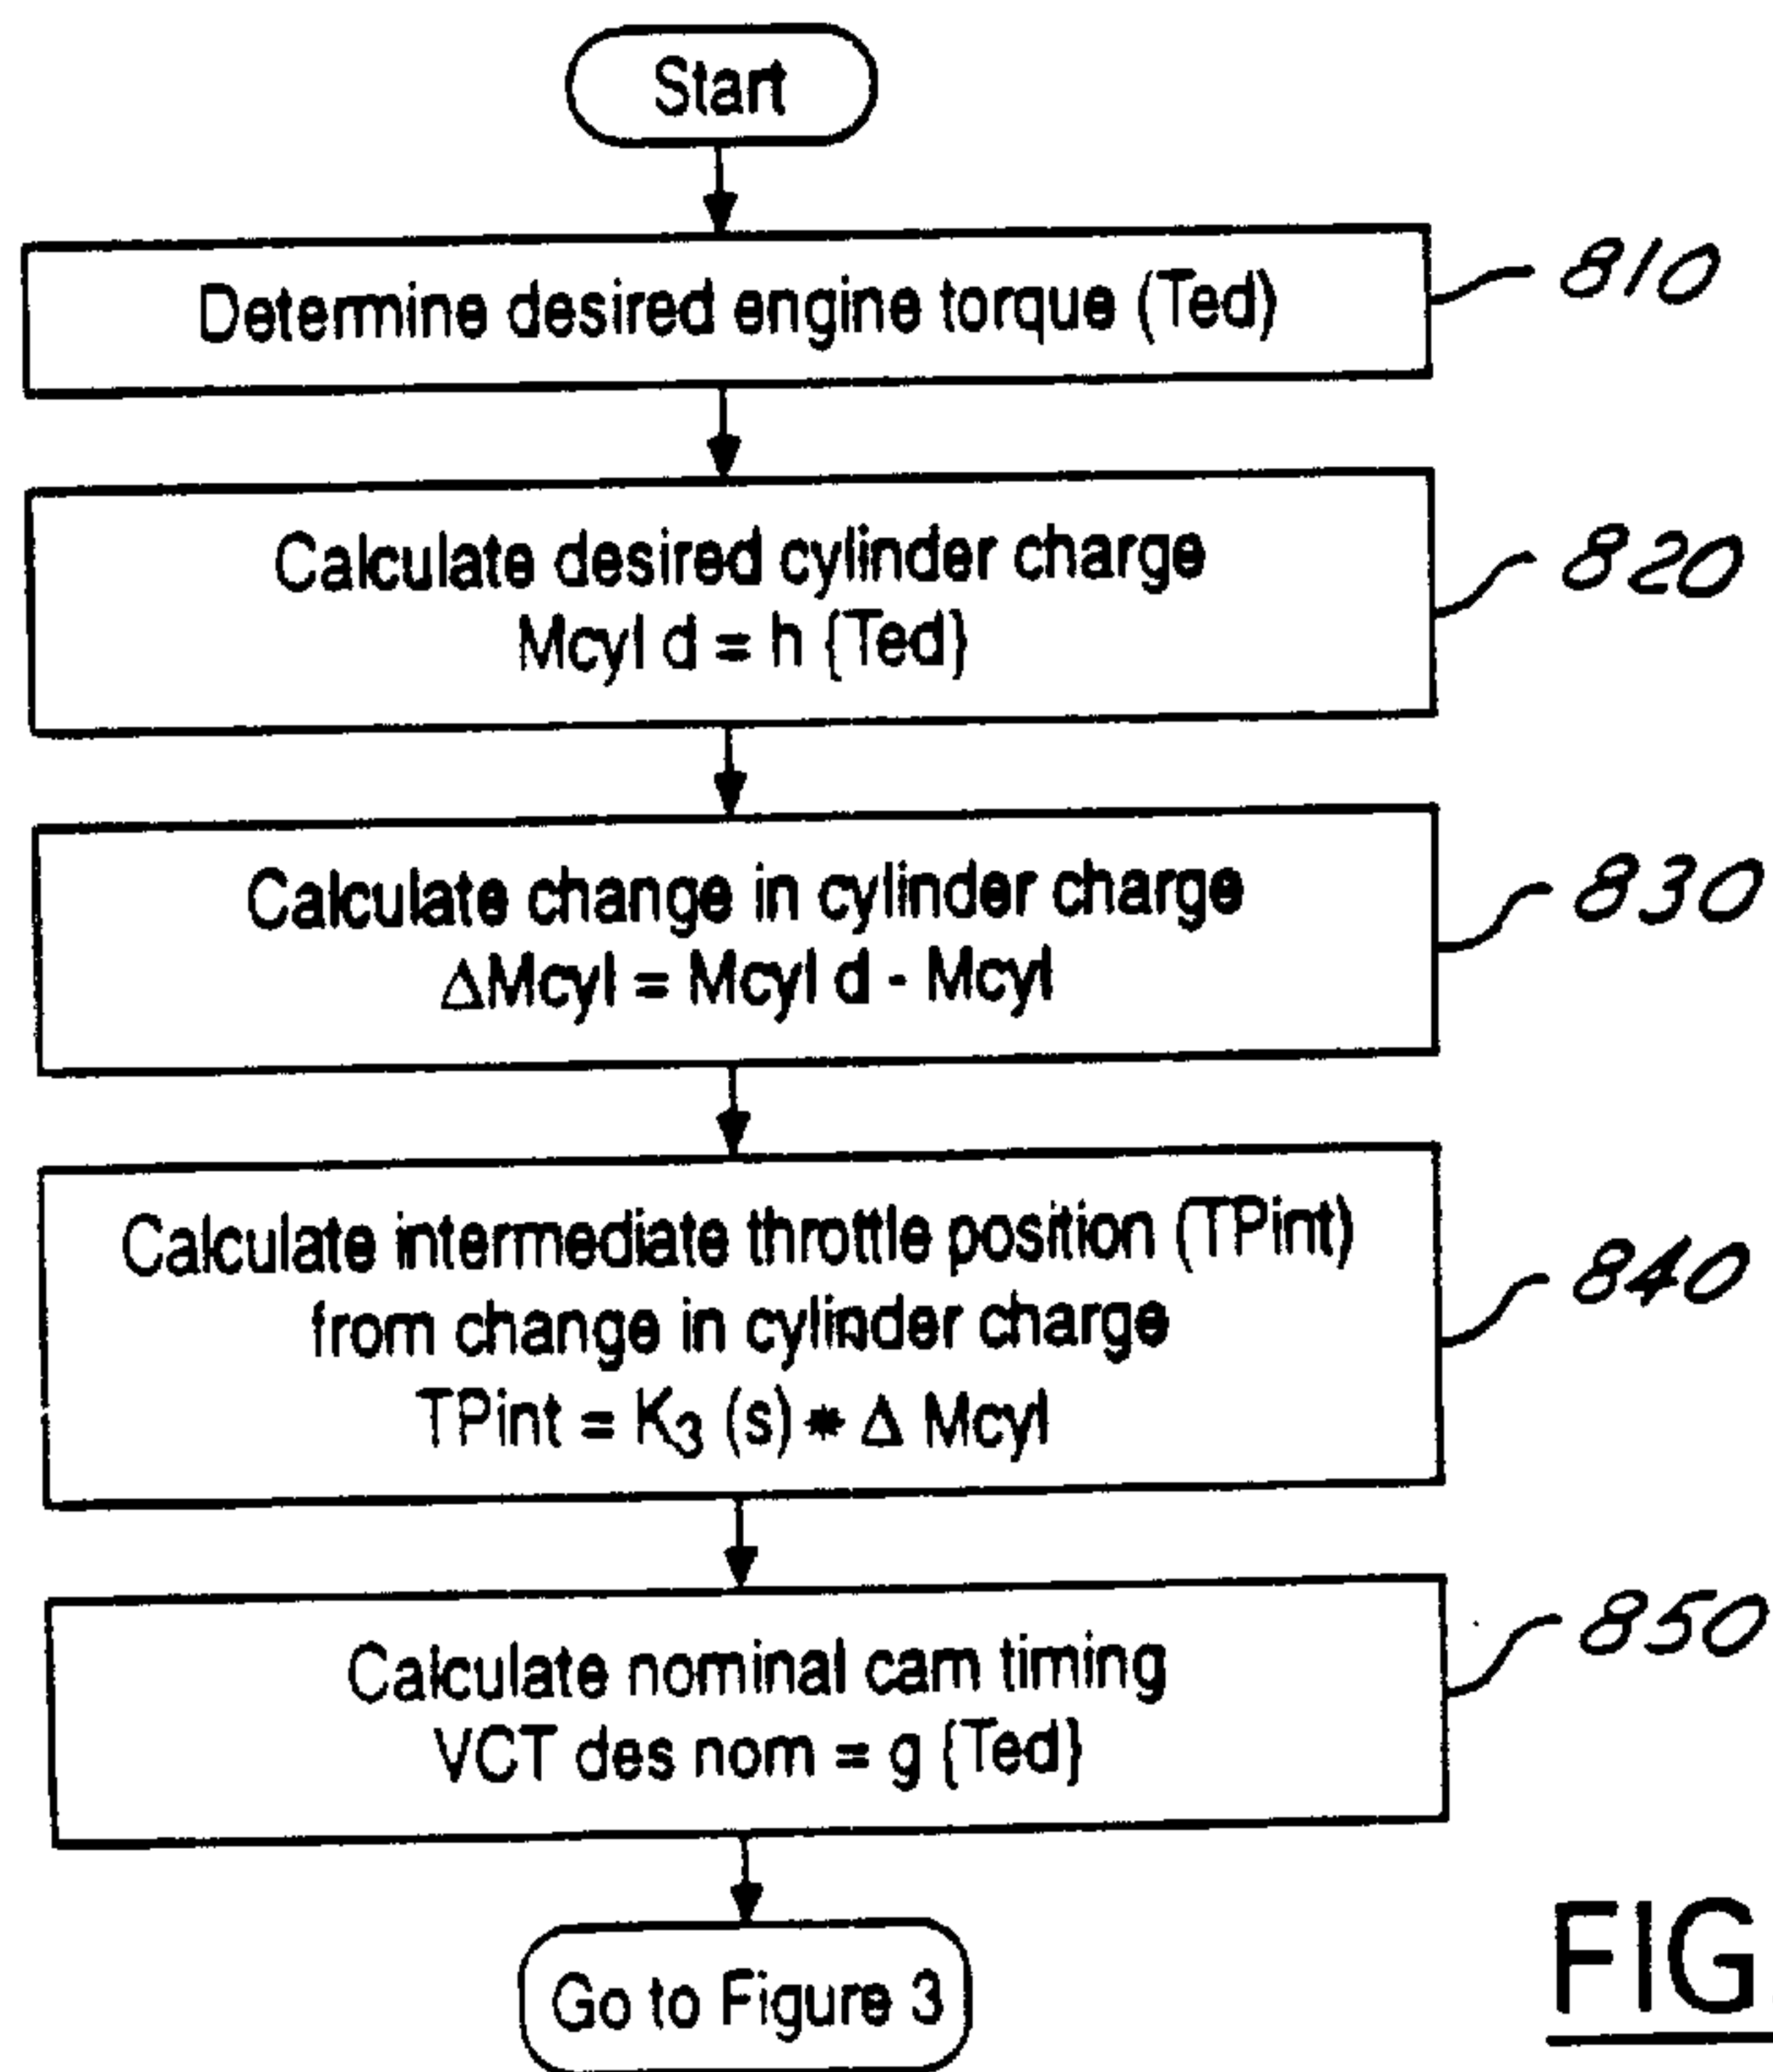 Start
Determine desired engine torque (Ted)
810
Calculate desired cylinder charge
Mcyl d = h {Ted}
820
Calculate change in cylinder charge
ΔMcyl = Mcyl d - Mcyl
830
Calculate intermediate throttle position (TPint)
from change in cylinder charge
TPint = K₃ (s) * Δ Mcyl
840
Calculate nominal cam timing
VCT des nom = g {Ted}
850
Go to Figure 3
FIG.